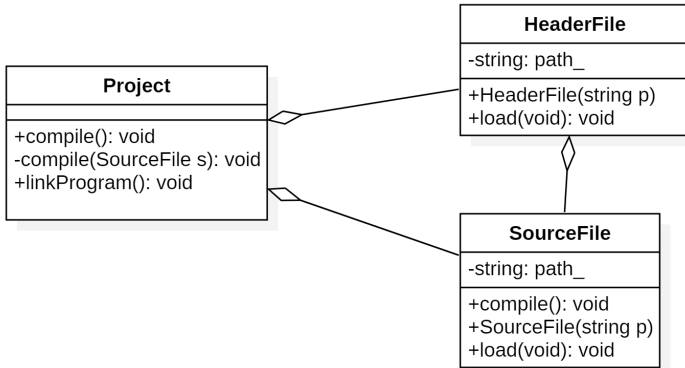 Project
+compile(): void
-compile(SourceFile s): void
+linkProgram(): void
HeaderFile
-string: path_
+HeaderFile(string p)
+load(void): void
SourceFile
-string: path_
+compile(): void
+SourceFile(string p)
+load(void): void